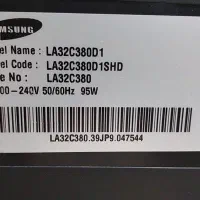 SAMSUNG
el Name : LA32C380D1
el Code : LA32C380D1SHD
e No : LA32C380
00-240V 50/60Hz 95W
LA32C380.39JP9.047544